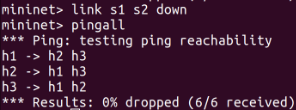 mininet> link s1 s2 down
mininet> pingall
*** Ping: testing ping reachability
h1 -> h2 h3
h2 -> h1 h3
h3 -> h1 h2
*** Results: 0% dropped (6/6 received)